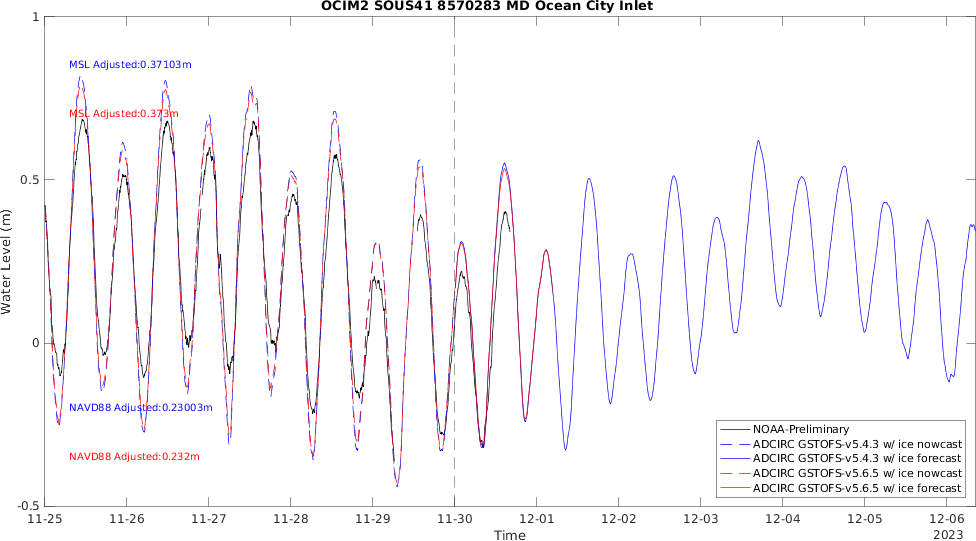 OCIM2 SOUS41 8570283 MD Ocean City Inlet
1
MSL Adjusted:0.37103m
MSL Adjusted:0.373m
0.5
Water Level (m)
0
NAVD88 Adjusted:0.23003m
NAVD88 Adjusted:0.232m
NOAA-Preliminary
ADCIRC GSTOFS-v5.4.3 w/ ice nowcast
ADCIRC GSTOFS-v5.4.3 w/ ice forecast
ADCIRC GSTOFS-v5.6.5 w/ ice nowcast
ADCIRC GSTOFS-v5.6.5 w/ ice forecast
-0.5
11-25 11-26 11-27 11-28 11-29 11-30 12-01 12-02 12-03 12-04 12-05 12-06
Time
2023